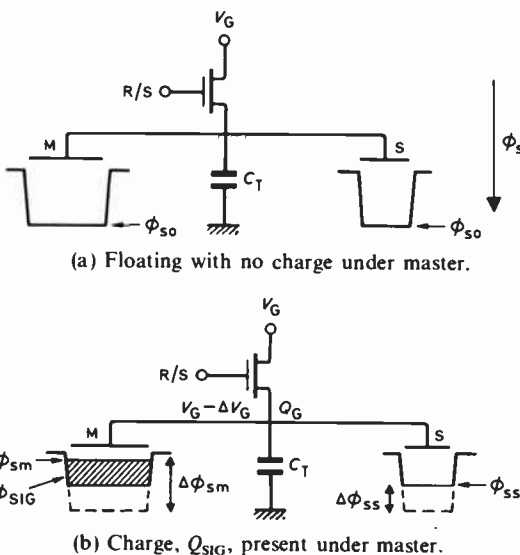 V_G
R/S
M
S
C_T
ϕ_s
ϕ_so
ϕ_so
(a) Floating with no charge under master.
V_G
R/S
V_G − ΔV_G
Q_G
M
S
ϕ_sm
ϕ_SIG
Δϕ_sm
C_T
Δϕ_ss
ϕ_ss
(b) Charge, Q_SIG, present under master.